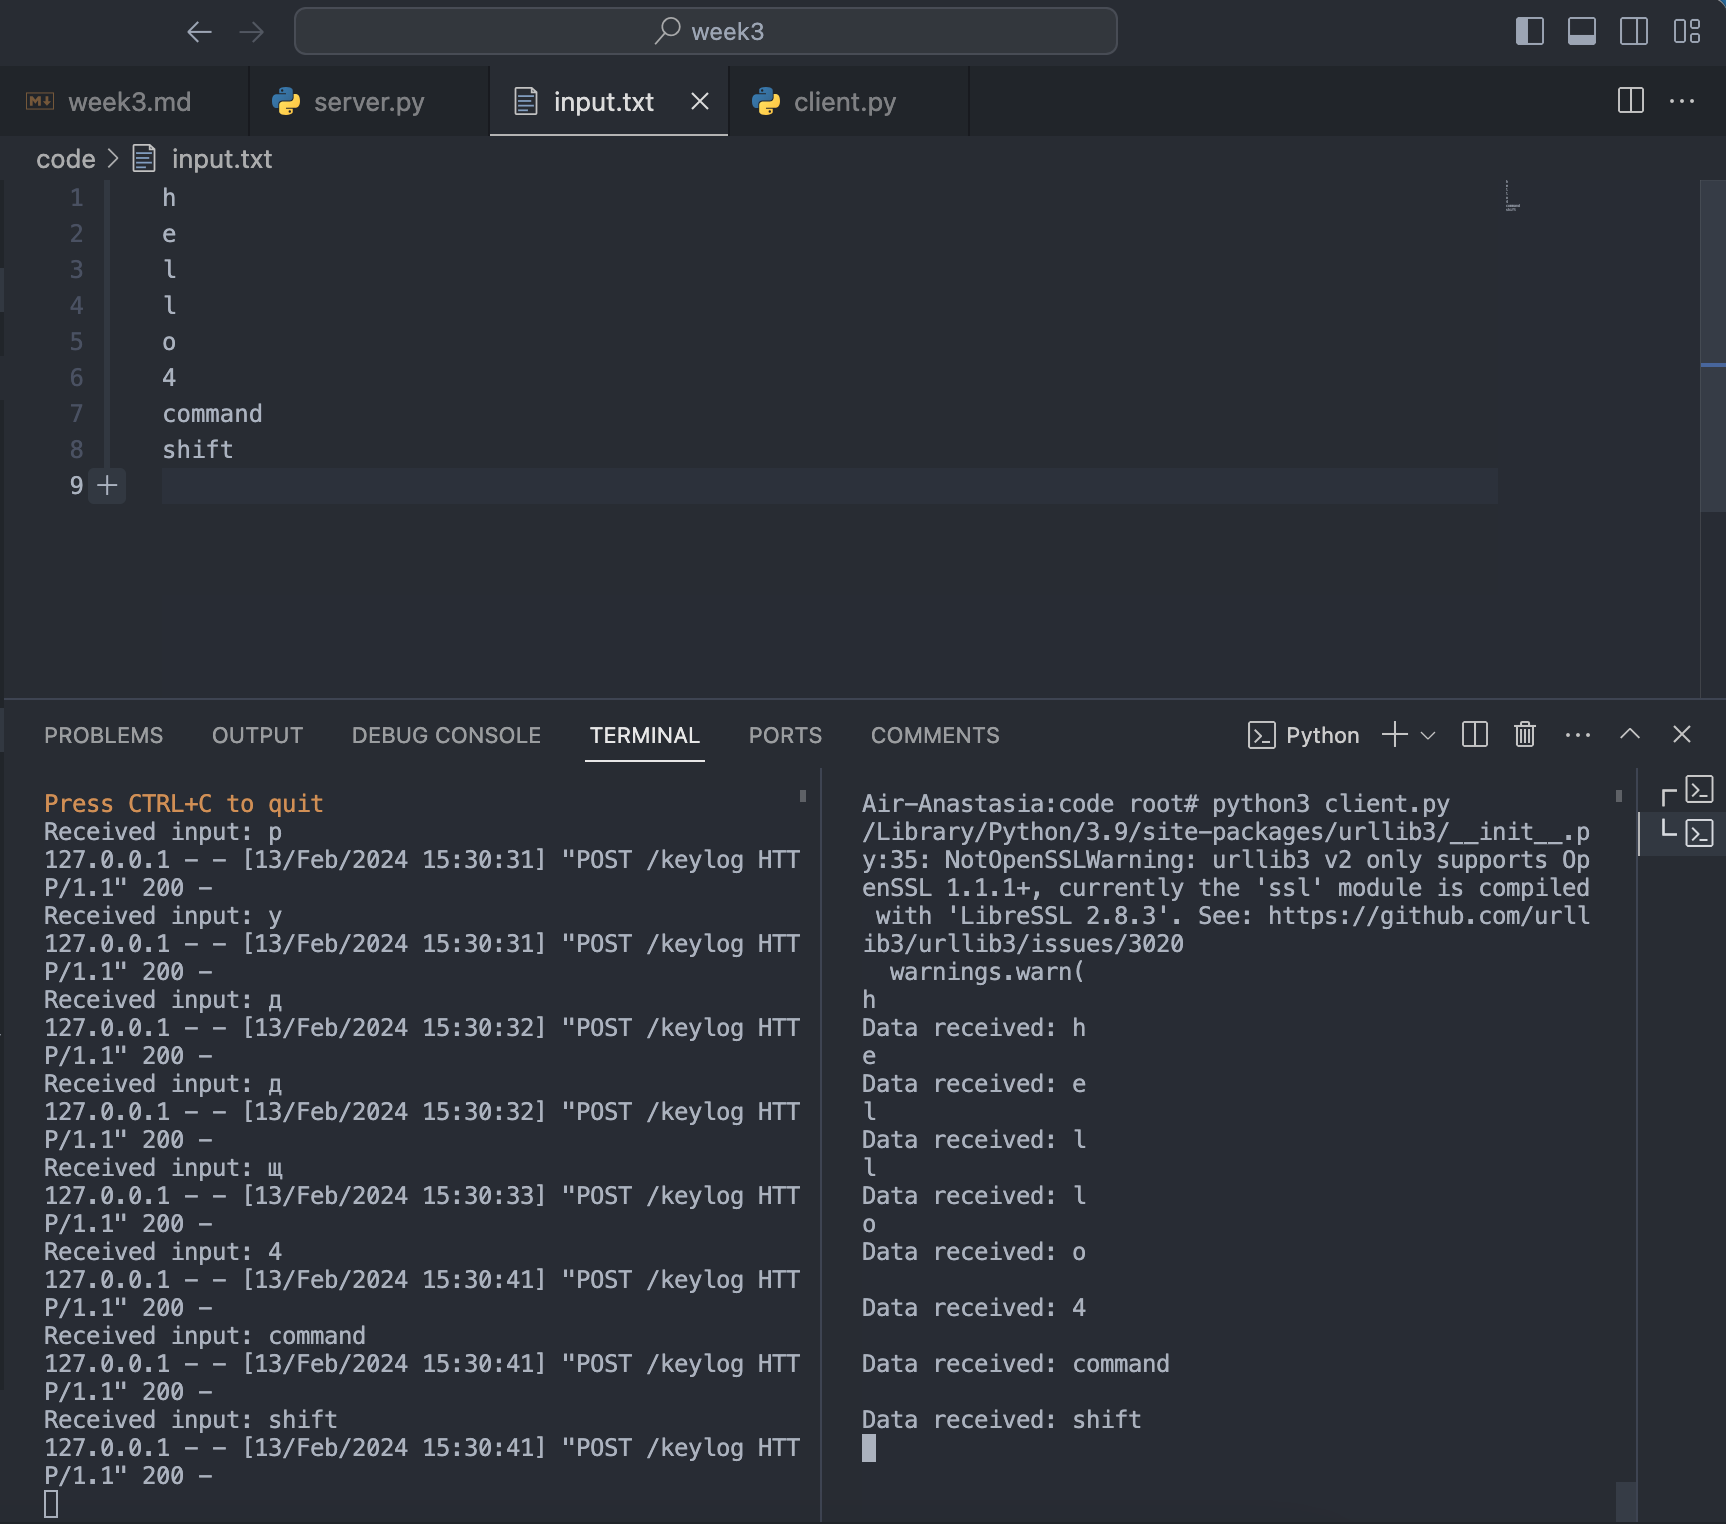 week3
week3.md
server.py
input.txt
client.py
code > input.txt
1 h
2 e
3 l
4 l
5 o
6 4
7 command
8 shift
9
PROBLEMS OUTPUT DEBUG CONSOLE TERMINAL PORTS COMMENTS Python
Press CTRL+C to quit
Received input: р
127.0.0.1 - - [13/Feb/2024 15:30:31] "POST /keylog HTT
P/1.1" 200 -
Received input: у
127.0.0.1 - - [13/Feb/2024 15:30:31] "POST /keylog HTT
P/1.1" 200 -
Received input: д
127.0.0.1 - - [13/Feb/2024 15:30:32] "POST /keylog HTT
P/1.1" 200 -
Received input: д
127.0.0.1 - - [13/Feb/2024 15:30:32] "POST /keylog HTT
P/1.1" 200 -
Received input: щ
127.0.0.1 - - [13/Feb/2024 15:30:33] "POST /keylog HTT
P/1.1" 200 -
Received input: 4
127.0.0.1 - - [13/Feb/2024 15:30:41] "POST /keylog HTT
P/1.1" 200 -
Received input: command
127.0.0.1 - - [13/Feb/2024 15:30:41] "POST /keylog HTT
P/1.1" 200 -
Received input: shift
127.0.0.1 - - [13/Feb/2024 15:30:41] "POST /keylog HTT
P/1.1" 200 -
Air-Anastasia:code root# python3 client.py
/Library/Python/3.9/site-packages/urllib3/__init__.p
y:35: NotOpenSSLWarning: urllib3 v2 only supports Op
enSSL 1.1.1+, currently the 'ssl' module is compiled
with 'LibreSSL 2.8.3'. See: https://github.com/urll
ib3/urllib3/issues/3020
warnings.warn(
h
Data received: h
e
Data received: e
l
Data received: l
l
Data received: l
o
Data received: o
Data received: 4
Data received: command
Data received: shift